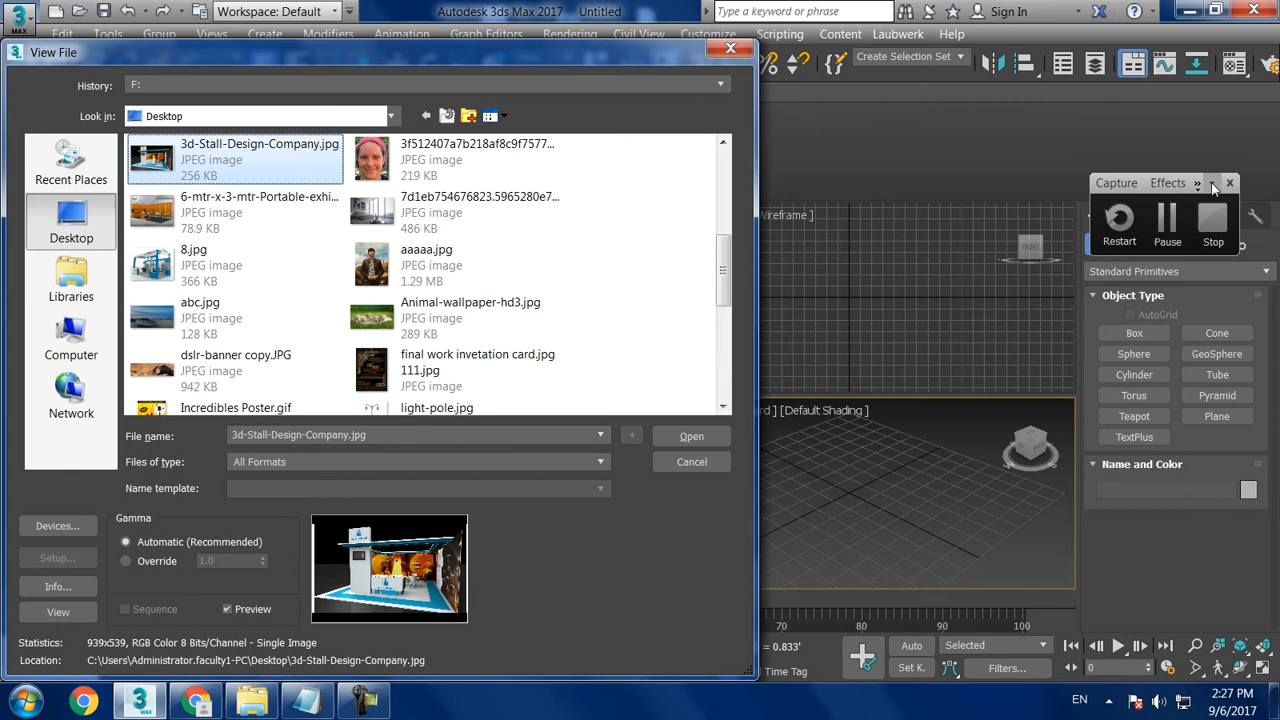 MAX
Workspace: Default
Autodesk 3ds Max 2017 Untitled
Type a keyword or phrase
Sign In
Edit Tools Group Views Create Modifiers Animation Graph Editors Rendering Civil View Customize Scripting Content Laubwerk Help
View File
Create Selection Set
History: F:
Look in: Desktop
Recent Places
Desktop
Libraries
Computer
Network
3d-Stall-Design-Company.jpg
JPEG image
256 KB
3f512407a7b218af8c9f7577...
JPEG image
219 KB
6-mtr-x-3-mtr-Portable-exhi...
JPEG image
78.9 KB
7d1eb754676823.5965280e7...
JPEG image
486 KB
8.jpg
JPEG image
366 KB
aaaaa.jpg
JPEG image
1.29 MB
abc.jpg
JPEG image
128 KB
Animal-wallpaper-hd3.jpg
JPEG image
289 KB
dslr-banner copy.JPG
JPEG image
942 KB
final work invetation card.jpg
111.jpg
JPEG image
Incredibles Poster.gif
light-pole.jpg
File name: 3d-Stall-Design-Company.jpg
Open
Files of type: All Formats
Cancel
Name template:
Devices...
Setup...
Info...
View
Gamma
Automatic (Recommended)
Override 1.0
Sequence
Preview
Statistics: 939x539, RGB Color 8 Bits/Channel - Single Image
Location: C:\Users\Administrator.faculty1-PC\Desktop\3d-Stall-Design-Company.jpg
Capture Effects »
Restart Pause Stop
Wireframe ]
FRONT
Standard Primitives
Object Type
AutoGrid
Box Cone
Sphere GeoSphere
Cylinder Tube
Torus Pyramid
Teapot Plane
TextPlus
Name and Color
] [Default Shading ]
70 80 90 100
= 0.833'
Time Tag
Auto Selected
Set K. Filters...
0
EN
2:27 PM
9/6/2017